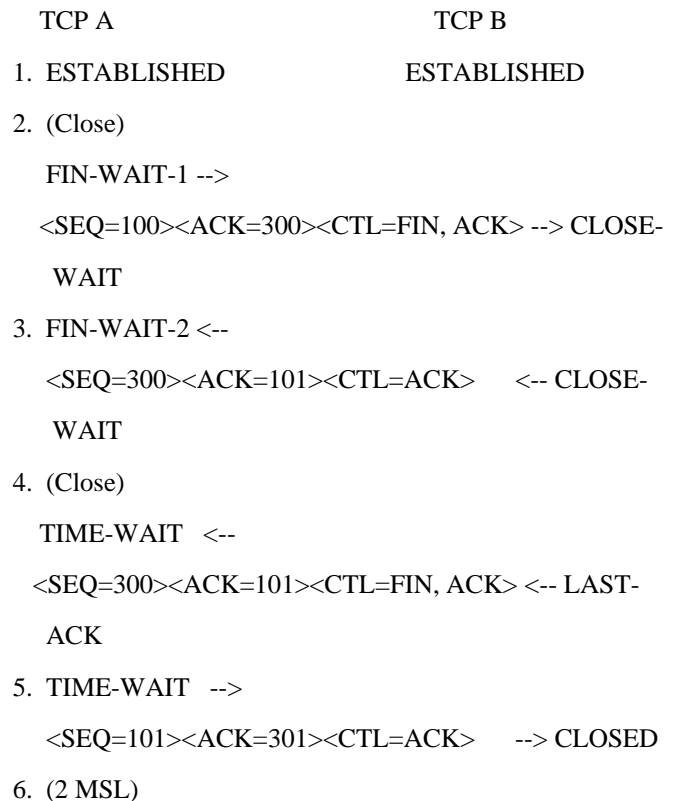 TCP A TCP B
1. ESTABLISHED ESTABLISHED
2. (Close)
FIN-WAIT-1 -->
<SEQ=100><ACK=300><CTL=FIN, ACK> --> CLOSE-
WAIT
3. FIN-WAIT-2 <--
<SEQ=300><ACK=101><CTL=ACK> <-- CLOSE-
WAIT
4. (Close)
TIME-WAIT <--
<SEQ=300><ACK=101><CTL=FIN, ACK> <-- LAST-
ACK
5. TIME-WAIT -->
<SEQ=101><ACK=301><CTL=ACK> --> CLOSED
6. (2 MSL)